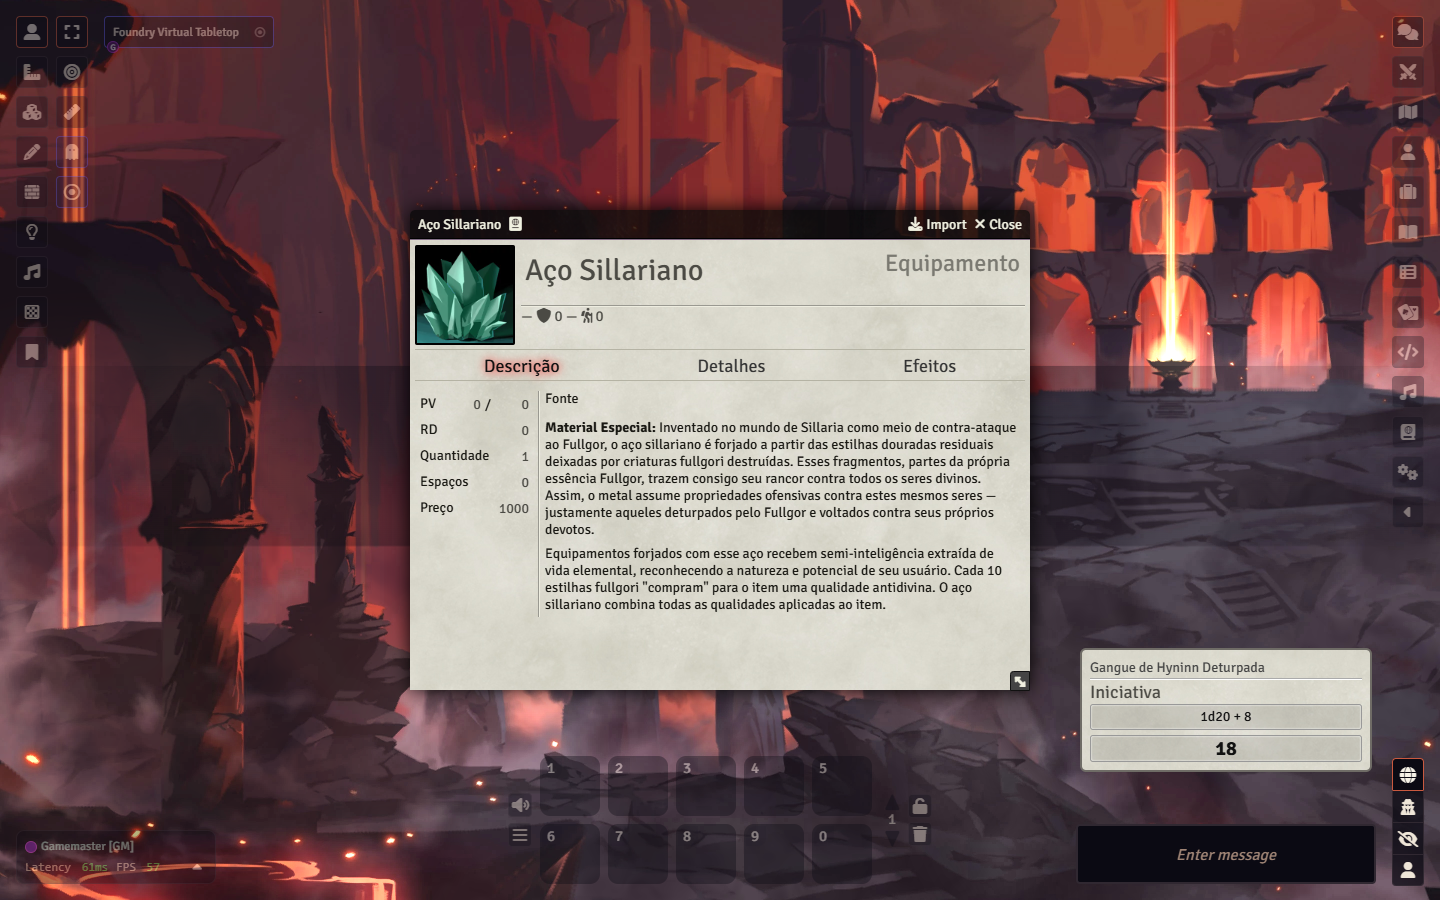 Foundry Virtual Tabletop
G
Aço Sillariano
Import
Close
Aço Sillariano
Equipamento
— 0 — 0
Descrição
Detalhes
Efeitos
PV 0 / 0
RD 0
Quantidade 1
Espaços 0
Preço 1000
Fonte
Material Especial: Inventado no mundo de Sillaria como meio de contra-ataque
ao Fullgor, o aço sillariano é forjado a partir das estilhas douradas residuais
deixadas por criaturas fullgori destruídas. Esses fragmentos, partes da própria
essência Fullgor, trazem consigo seu rancor contra todos os seres divinos.
Assim, o metal assume propriedades ofensivas contra estes mesmos seres —
justamente aqueles deturpados pelo Fullgor e voltados contra seus próprios
devotos.
Equipamentos forjados com esse aço recebem semi-inteligência extraída de
vida elemental, reconhecendo a natureza e potencial de seu usuário. Cada 10
estilhas fullgori "compram" para o item uma qualidade antidivina. O aço
sillariano combina todas as qualidades aplicadas ao item.
Gangue de Hyninn Deturpada
Iniciativa
1d20 + 8
18
1 2 3 4 5
6 7 8 9 0
1
Gamemaster [GM]
Latency 61ms FPS 57
Enter message